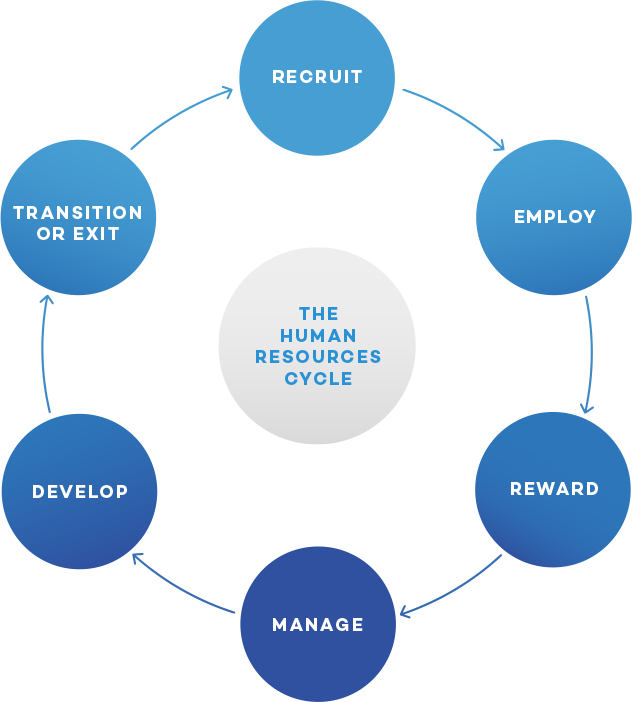 RECRUIT
EMPLOY
REWARD
MANAGE
DEVELOP
TRANSITION
OR EXIT
THE
HUMAN
RESOURCES
CYCLE